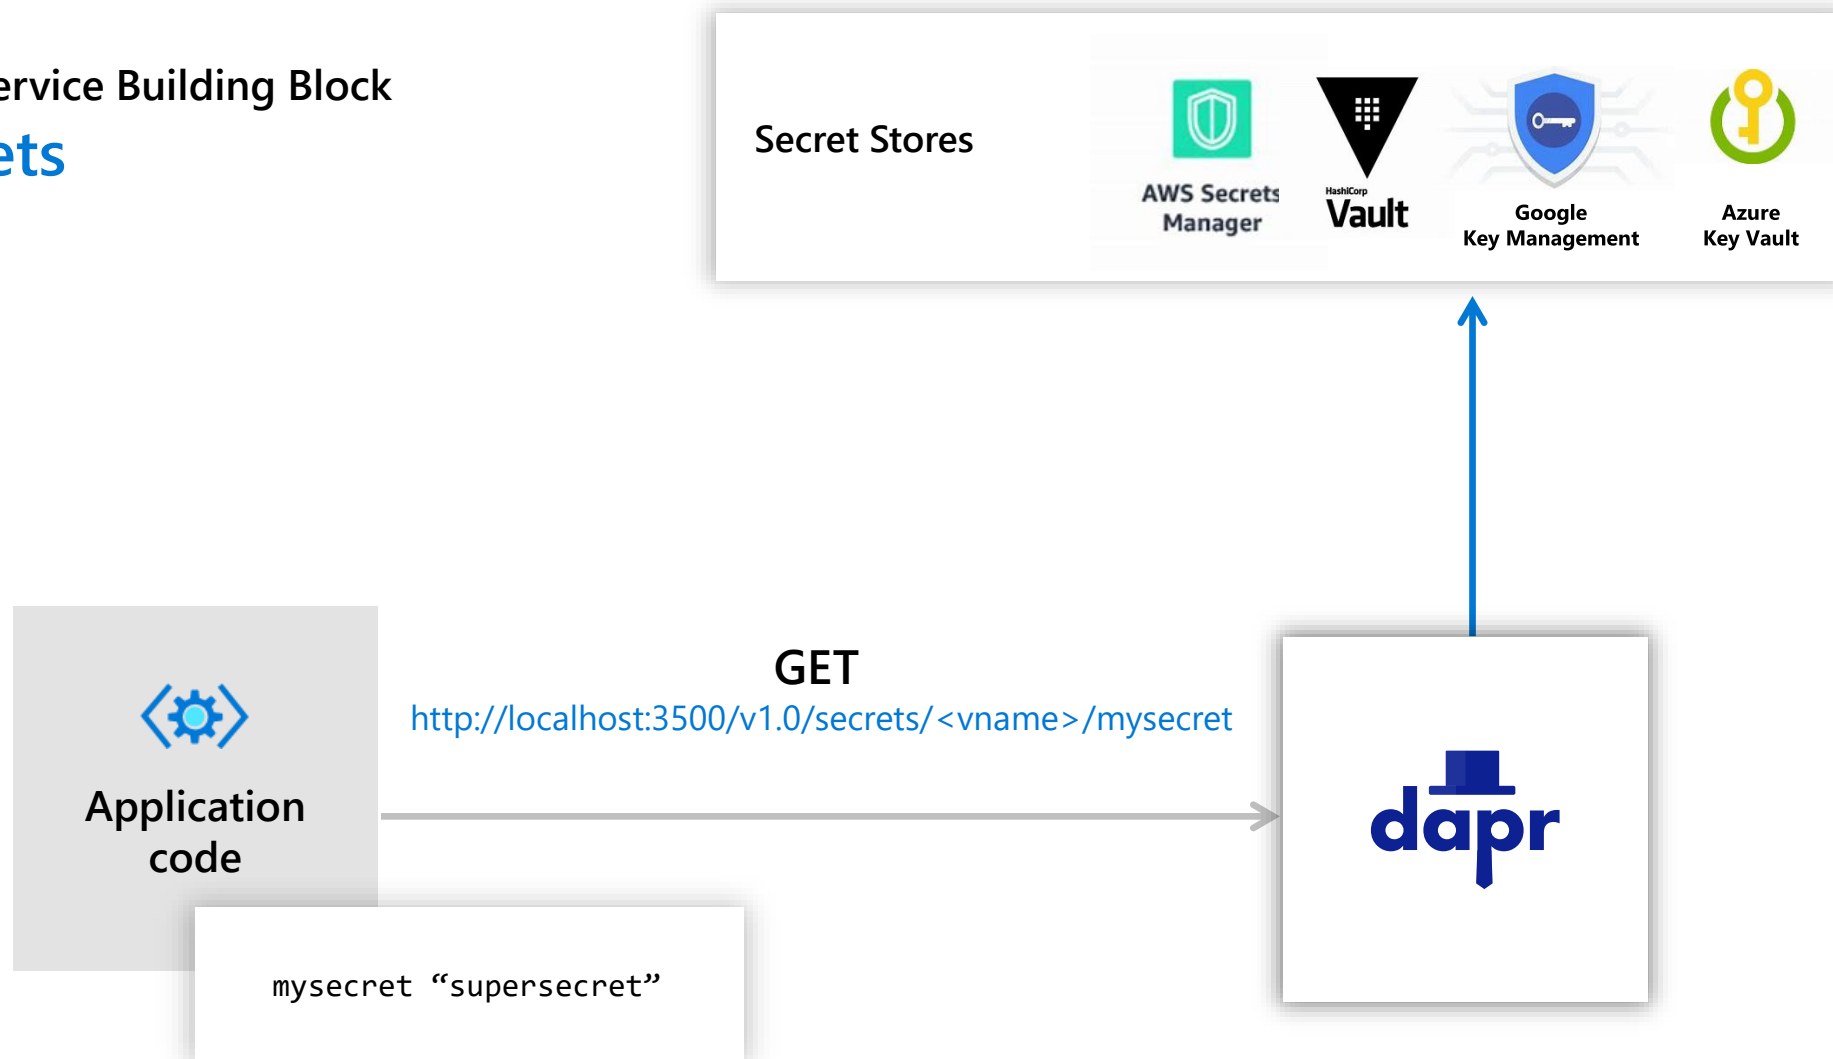 ervice Building Block
ets
Secret Stores
AWS Secrets
Manager
HashiCorp
Vault
Google
Key Management
Azure
Key Vault
GET
http://localhost:3500/v1.0/secrets/<vname>/mysecret
Application
code
dapr
mysecret “supersecret”